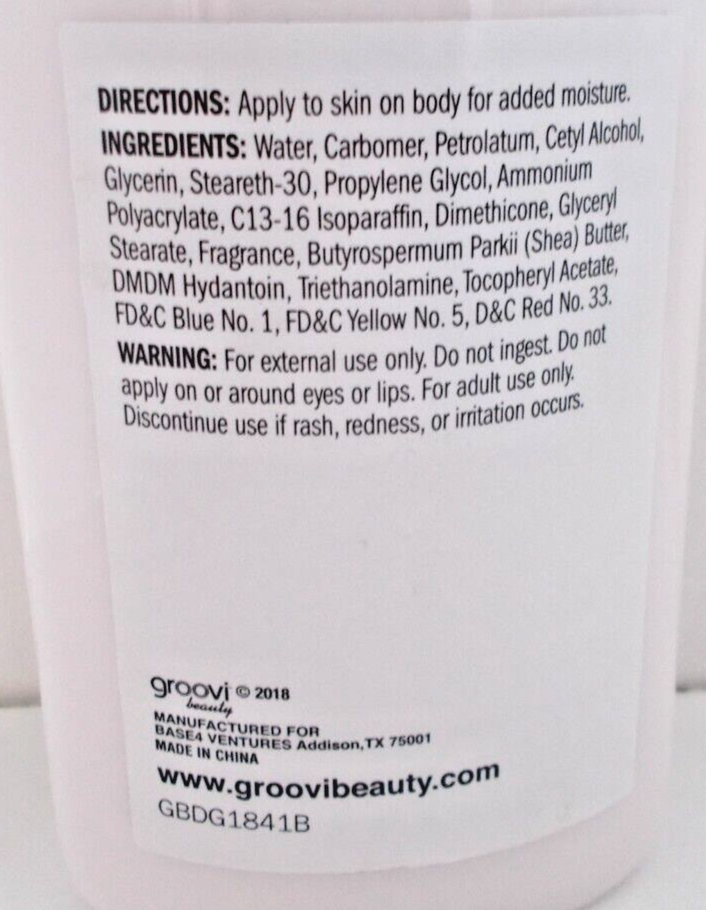 DIRECTIONS: Apply to skin on body for added moisture.
INGREDIENTS: Water, Carbomer, Petrolatum, Cetyl Alcohol,
Glycerin, Steareth-30, Propylene Glycol, Ammonium
Polyacrylate, C13-16 Isoparaffin, Dimethicone, Glyceryl
Stearate, Fragrance, Butyrospermum Parkii (Shea) Butter,
DMDM Hydantoin, Triethanolamine, Tocopheryl Acetate,
FD&C Blue No. 1, FD&C Yellow No. 5, D&C Red No. 33.
WARNING: For external use only. Do not ingest. Do not
apply on or around eyes or lips. For adult use only.
Discontinue use if rash, redness, or irritation occurs.
groovi © 2018
beauty
MANUFACTURED FOR
BASE4 VENTURES Addison,TX 75001
MADE IN CHINA
www.groovibeauty.com
GBDG1841B